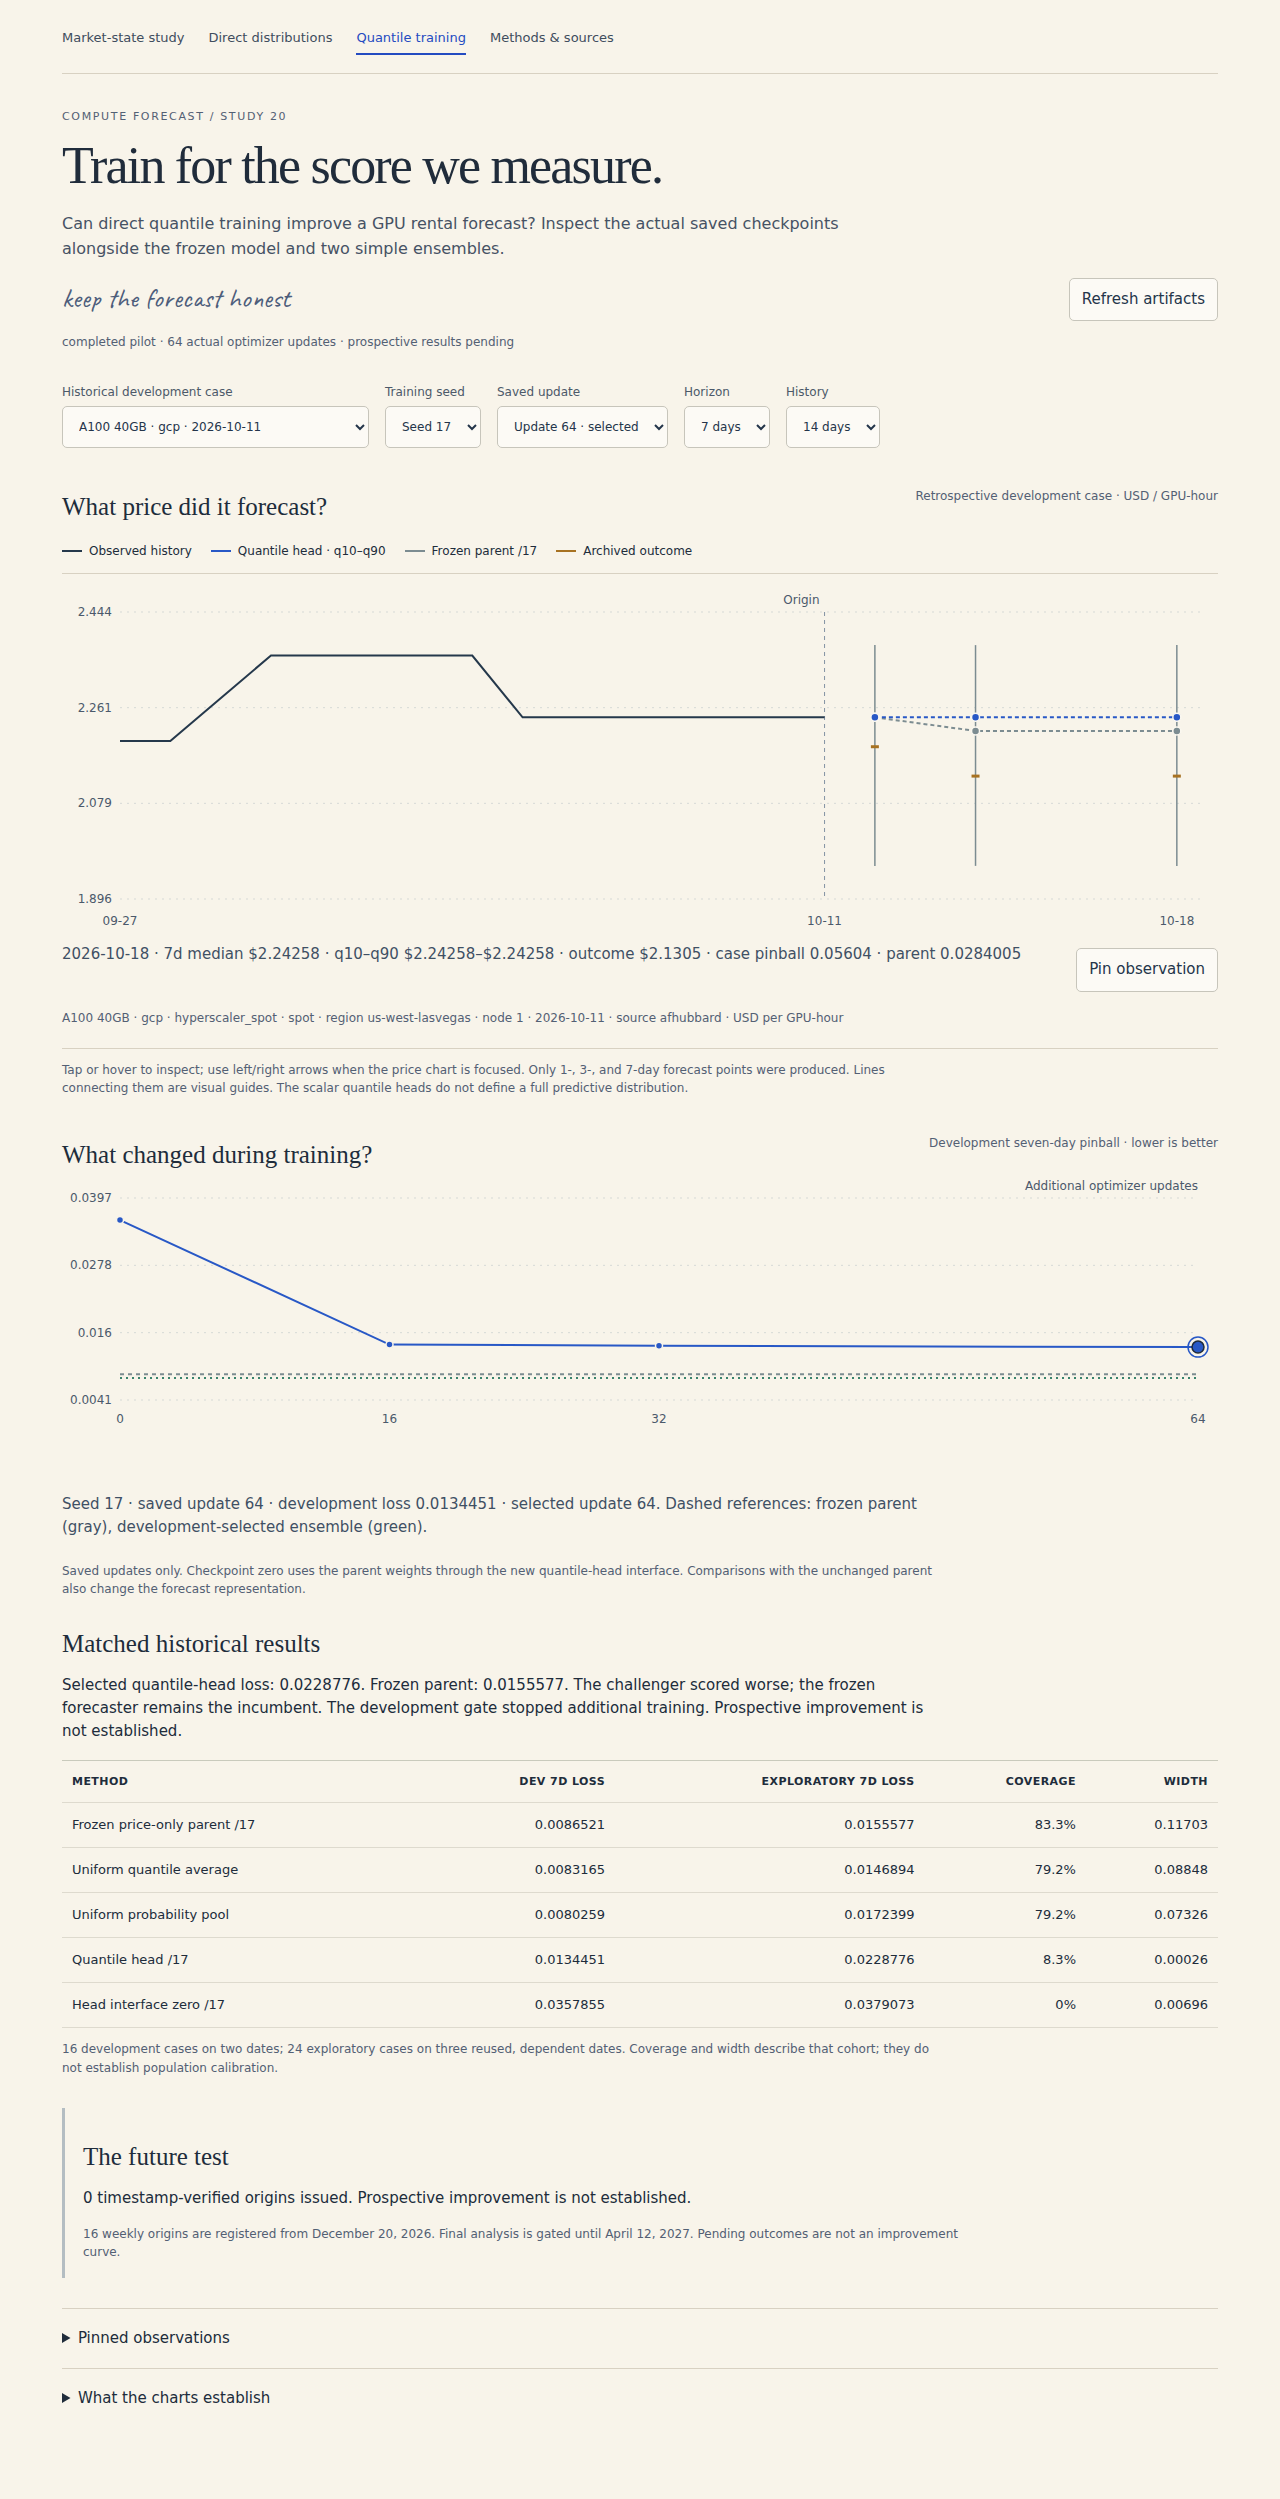 Market-state study
Direct distributions
Quantile training
Methods & sources
COMPUTE FORECAST / STUDY 20
Train for the score we measure.
Can direct quantile training improve a GPU rental forecast? Inspect the actual saved checkpoints
alongside the frozen model and two simple ensembles.
keep the forecast honest
Refresh artifacts
completed pilot · 64 actual optimizer updates · prospective results pending
Historical development case
Training seed
Saved update
Horizon
History
A100 40GB · gcp · 2026-10-11
Seed 17
Update 64 · selected
7 days
14 days
What price did it forecast?
Retrospective development case · USD / GPU-hour
Observed history
Quantile head · q10–q90
Frozen parent /17
Archived outcome
Origin
2.444
2.261
2.079
1.896
09-27
10-11
10-18
2026-10-18 · 7d median $2.24258 · q10–q90 $2.24258–$2.24258 · outcome $2.1305 · case pinball 0.05604 · parent 0.0284005
Pin observation
A100 40GB · gcp · hyperscaler_spot · spot · region us-west-lasvegas · node 1 · 2026-10-11 · source afhubbard · USD per GPU-hour
Tap or hover to inspect; use left/right arrows when the price chart is focused. Only 1-, 3-, and 7-day forecast points were produced. Lines
connecting them are visual guides. The scalar quantile heads do not define a full predictive distribution.
What changed during training?
Development seven-day pinball · lower is better
Additional optimizer updates
0.0397
0.0278
0.016
0.0041
0
16
32
64
Seed 17 · saved update 64 · development loss 0.0134451 · selected update 64. Dashed references: frozen parent
(gray), development-selected ensemble (green).
Saved updates only. Checkpoint zero uses the parent weights through the new quantile-head interface. Comparisons with the unchanged parent
also change the forecast representation.
Matched historical results
Selected quantile-head loss: 0.0228776. Frozen parent: 0.0155577. The challenger scored worse; the frozen
forecaster remains the incumbent. The development gate stopped additional training. Prospective improvement is
not established.
METHOD DEV 7D LOSS EXPLORATORY 7D LOSS COVERAGE WIDTH
Frozen price-only parent /17 0.0086521 0.0155577 83.3% 0.11703
Uniform quantile average 0.0083165 0.0146894 79.2% 0.08848
Uniform probability pool 0.0080259 0.0172399 79.2% 0.07326
Quantile head /17 0.0134451 0.0228776 8.3% 0.00026
Head interface zero /17 0.0357855 0.0379073 0% 0.00696
16 development cases on two dates; 24 exploratory cases on three reused, dependent dates. Coverage and width describe that cohort; they do
not establish population calibration.
The future test
0 timestamp-verified origins issued. Prospective improvement is not established.
16 weekly origins are registered from December 20, 2026. Final analysis is gated until April 12, 2027. Pending outcomes are not an improvement
curve.
Pinned observations
What the charts establish